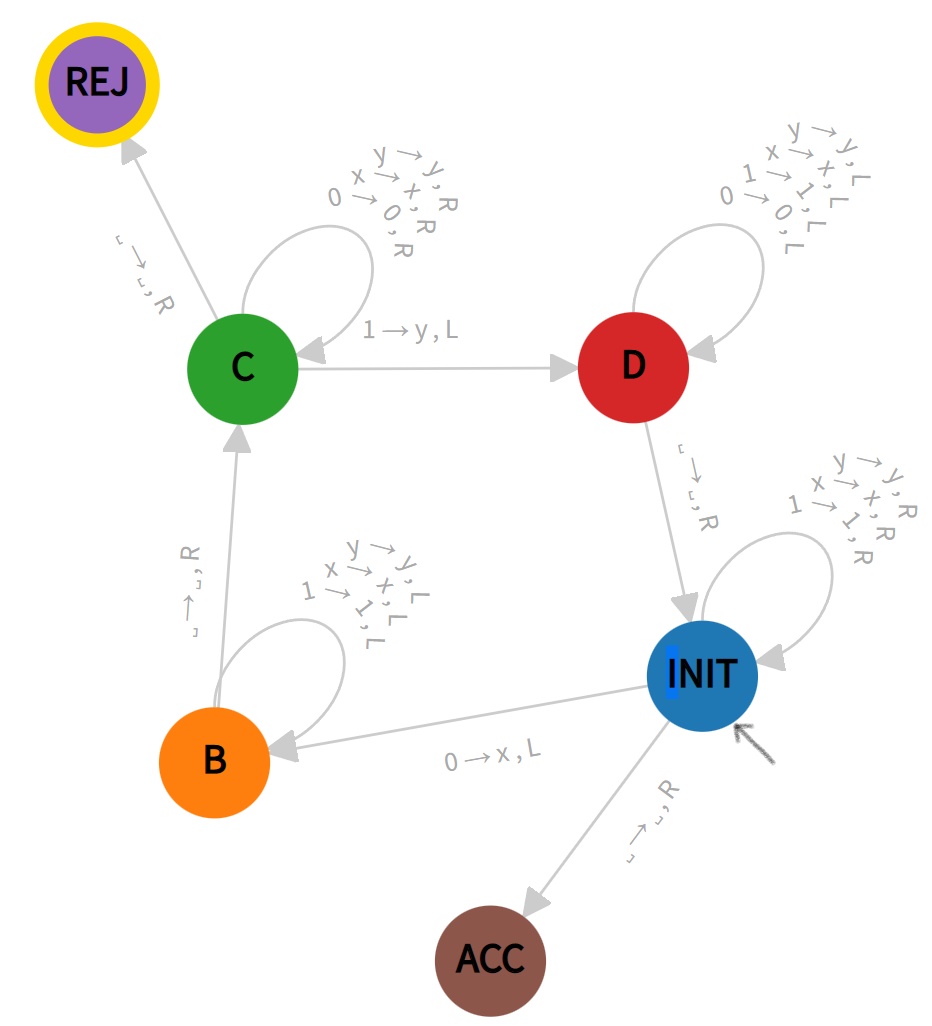 REJ
y→y,R
x→x,R
0→0,R
y→y,L
x→x,L
1→1,L
0→0,L
˽→˽,R
1→y,L
C
D
˽→˽,R
y→y,R
x→x,R
1→1,R
˽→˽,R
y→y,L
x→x,L
1→1,L
INIT
0→x,L
B
˽→˽,R
ACC